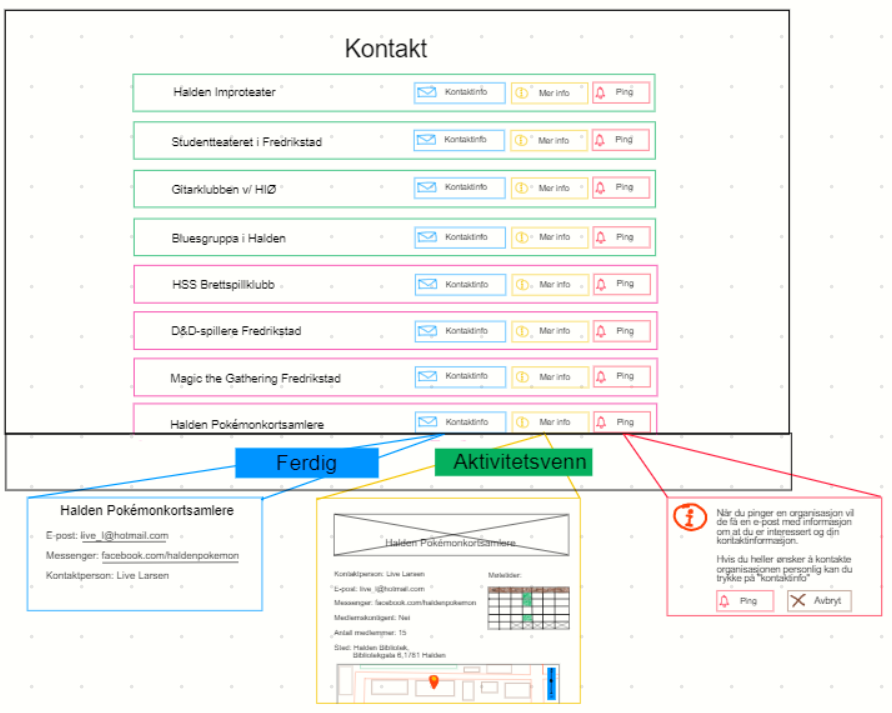 Kontakt
Halden Improteater Kontaktinfo Mer info Ping
Studentteateret i Fredrikstad Kontaktinfo Mer info Ping
Gitarklubben v/ HIØ Kontaktinfo Mer info Ping
Bluesgruppa i Halden Kontaktinfo Mer info Ping
HSS Brettspillklubb Kontaktinfo Mer info Ping
D&D-spillere Fredrikstad Kontaktinfo Mer info Ping
Magic the Gathering Fredrikstad Kontaktinfo Mer info Ping
Halden Pokémonkortsamlere Kontaktinfo Mer info Ping
Ferdig Aktivitetsvenn
Halden Pokémonkortsamlere
E-post: live_l@hotmail.com
Messenger: facebook.com/haldenpokemon
Kontaktperson: Live Larsen
Halden Pokémonkortsamlere
Kontaktperson: Live Larsen
E-post: live_l@hotmail.com
Messenger: facebook.com/haldenpokemon
Medlemskontigent: Nei
Antall medlemmer: 15
Sted: Halden Bibliotek,
Bibliotekgata 6,1781 Halden
Møtetider:
Når du pinger en organisasjon vil
de få en e-post med informasjon
om at du er interessert og din
kontaktinformasjon.
Hvis du heller ønsker å kontakte
organisasjonen personlig kan du
trykke på "kontaktinfo"
Ping Avbryt